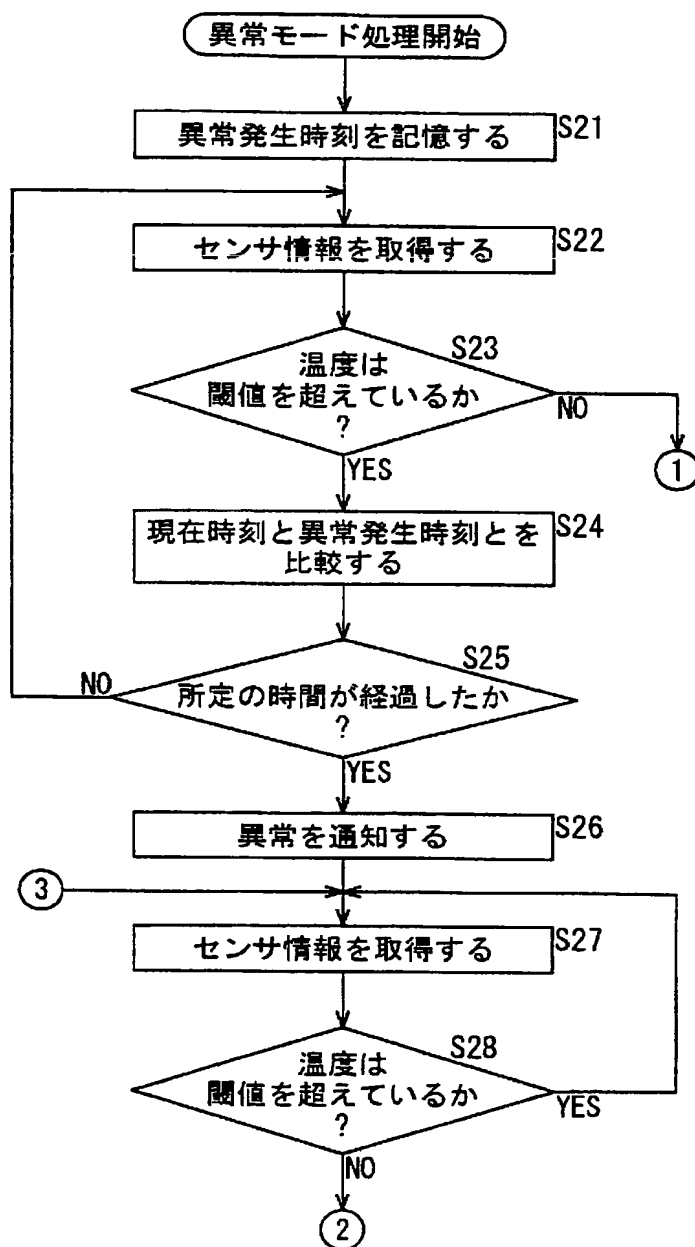 異常モード処理開始
異常発生時刻を記憶する
S21
センサ情報を取得する
S22
S23
温度は
閾値を超えているか
?
NO
1
YES
現在時刻と異常発生時刻とを
比較する
S24
S25
NO
所定の時間が経過したか
?
YES
異常を通知する
S26
3
センサ情報を取得する
S27
S28
温度は
閾値を超えているか
?
YES
NO
2